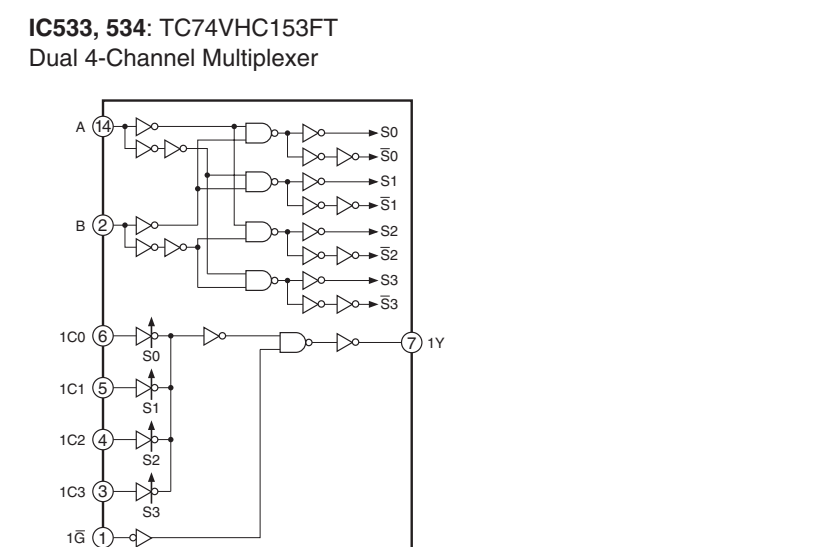 IC533, 534: TC74VHC153FT
Dual 4-Channel Multiplexer
A 14 S0
S̅0
S1
B 2 S̅1
S2
S̅2
S3
S̅3
1C0 6 7 1Y
S0
1C1 5
S1
1C2 4
S2
1C3 3
S3
1G̅ 1